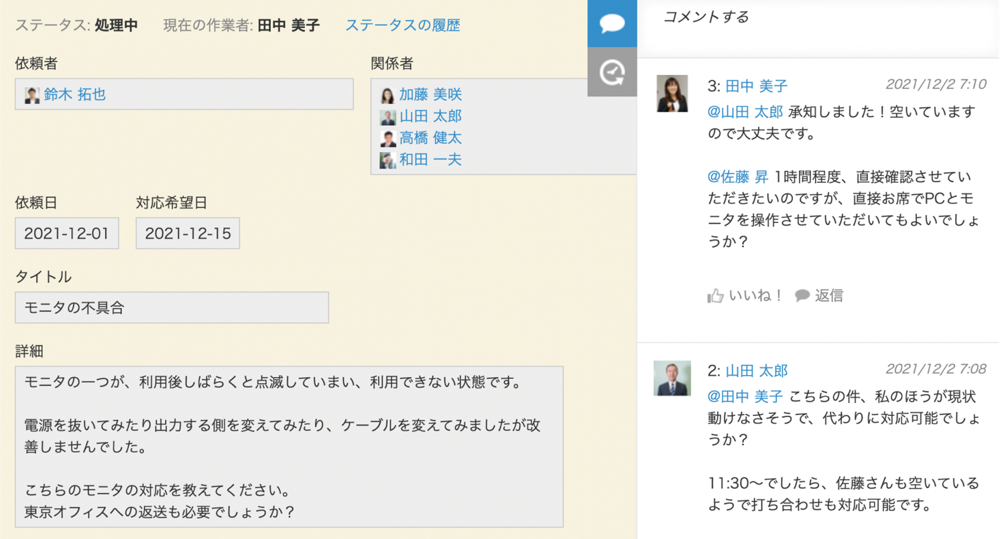 ステータス: 処理中 現在の作業者: 田中 美子 ステータスの履歴
依頼者
鈴木 拓也
関係者
加藤 美咲
山田 太郎
高橋 健太
和田 一夫
依頼日
2021-12-01
対応希望日
2021-12-15
タイトル
モニタの不具合
詳細
モニタの一つが、利用後しばらくと点滅していまい、利用できない状態です。
電源を抜いてみたり出力する側を変えてみたり、ケーブルを変えてみましたが改
善しませんでした。
こちらのモニタの対応を教えてください。
東京オフィスへの返送も必要でしょうか？
コメントする
3: 田中 美子 2021/12/2 7:10
@山田 太郎 承知しました！空いています
ので大丈夫です。
@佐藤 昇 1時間程度、直接確認させてい
ただきたいのですが、直接お席でPCとモ
ニタを操作させていただいてもよいでしょ
うか？
いいね！ 返信
2: 山田 太郎 2021/12/2 7:08
@田中 美子 こちらの件、私のほうが現状
動けなさそうで、代わりに対応可能でしょ
うか？
11:30〜でしたら、佐藤さんも空いている
ようで打ち合わせも対応可能です。